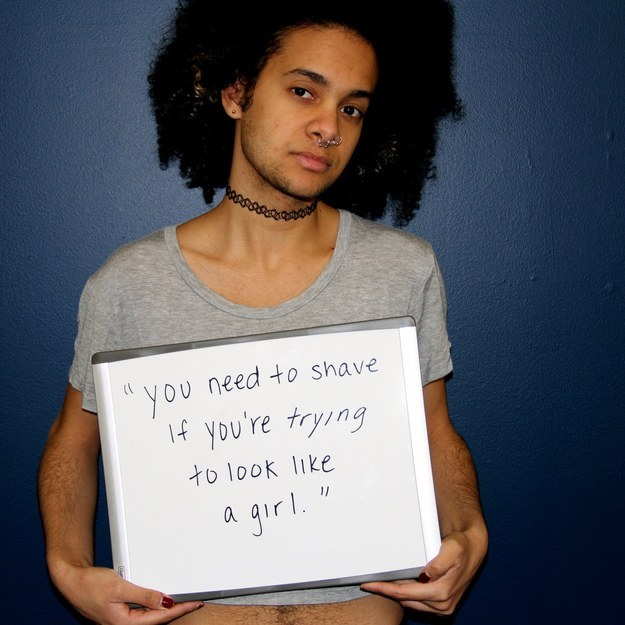 "you need to shave
if you're trying
to look like
a girl."